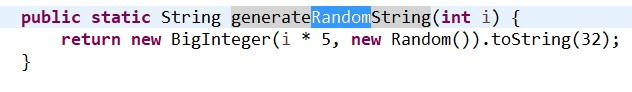 public static String generateRandomString(int i) {
return new BigInteger(i * 5, new Random()).toString(32);
}